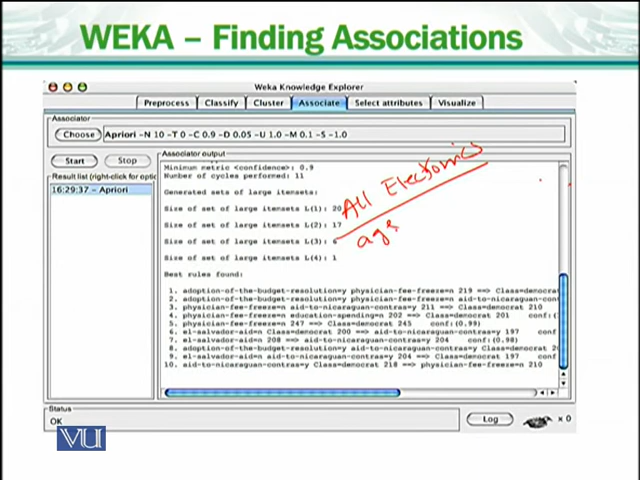 WEKA – Finding Associations
Weka Knowledge Explorer
Preprocess Classify Cluster Associate Select attributes Visualize
Associator
Choose Apriori -N 10 -T 0 -C 0.9 -D 0.05 -U 1.0 -M 0.1 -S -1.0
Start Stop
Associator output
Result list (right-click for optio
16:29:37 - Apriori
Minimum metric <confidence>: 0.9
Number of cycles performed: 11
Generated sets of large itemsets:
Size of set of large itemsets L(1): 20
Size of set of large itemsets L(2): 17
Size of set of large itemsets L(3): 6
Size of set of large itemsets L(4): 1
All Electronics
age
Best rules found:
1. adoption-of-the-budget-resolution=y physician-fee-freeze=n 219 ==> Class=democrat
2. adoption-of-the-budget-resolution=y physician-fee-freeze=n aid-to-nicaraguan-con
3. physician-fee-freeze=n aid-to-nicaraguan-contras=y 211 ==> Class=democrat
4. physician-fee-freeze=n education-spending=n 202 ==> Class=democrat 201 conf:(
5. physician-fee-freeze=n 247 ==> Class=democrat 245 conf:(0.99)
6. el-salvador-aid=n Class=democrat 200 ==> aid-to-nicaraguan-contras=y 197 conf
7. el-salvador-aid=n 208 ==> aid-to-nicaraguan-contras=y 204 conf:(0.98)
8. adoption-of-the-budget-resolution=y aid-to-nicaraguan-contras=y Class=democrat 20
9. el-salvador-aid=n aid-to-nicaraguan-contras=y 204 ==> Class=democrat 197 conf
10. aid-to-nicaraguan-contras=y Class=democrat 218 ==> physician-fee-freeze=n 210
Status
OK
Log x 0
VU